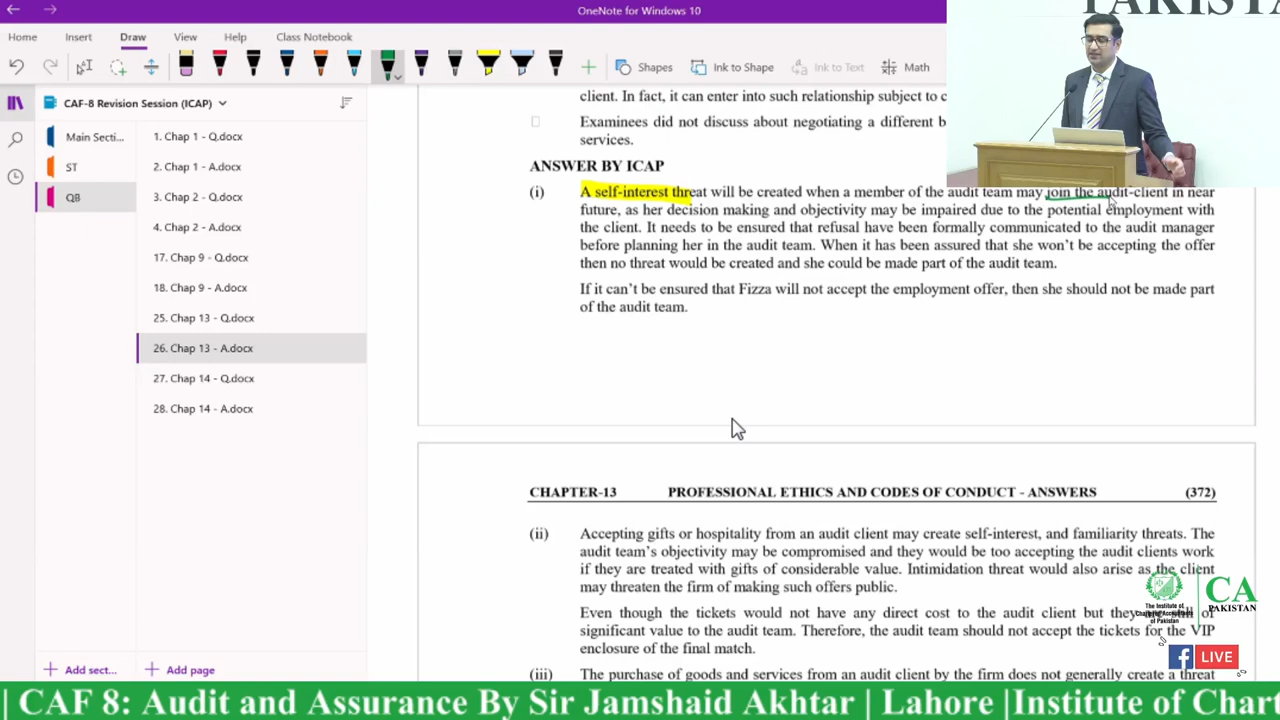 OneNote for Windows 10
PAKISTAN
Home Insert Draw View Help Class Notebook
Shapes Ink to Shape Ink to Text Math
CAF-8 Revision Session (ICAP)
Main Secti...
ST
QB
1. Chap 1 - Q.docx
2. Chap 1 - A.docx
3. Chap 2 - Q.docx
4. Chap 2 - A.docx
17. Chap 9 - Q.docx
18. Chap 9 - A.docx
25. Chap 13 - Q.docx
26. Chap 13 - A.docx
27. Chap 14 - Q.docx
28. Chap 14 - A.docx
Add sect...
Add page
client. In fact, it can enter into such relationship subject to
Examinees did not discuss about negotiating a different
services.
ANSWER BY ICAP
(i) A self-interest threat will be created when a member of the audit team may join the audit-client in near
future, as her decision making and objectivity may be impaired due to the potential employment with
the client. It needs to be ensured that refusal have been formally communicated to the audit manager
before planning her in the audit team. When it has been assured that she won't be accepting the offer
then no threat would be created and she could be made part of the audit team.
If it can't be ensured that Fizza will not accept the employment offer, then she should not be made part
of the audit team.
CHAPTER-13 PROFESSIONAL ETHICS AND CODES OF CONDUCT - ANSWERS (372)
(ii) Accepting gifts or hospitality from an audit client may create self-interest, and familiarity threats. The
audit team's objectivity may be compromised and they would be too accepting the audit clients work
if they are treated with gifts of considerable value. Intimidation threat would also arise as the client
may threaten the firm of making such offers public.
Even though the tickets would not have any direct cost to the audit client but they are still of
significant value to the audit team. Therefore, the audit team should not accept the tickets for the VIP
enclosure of the final match.
(iii) The purchase of goods and services from an audit client by the firm does not generally create a threat
The Institute of
Chartered Accountants
of Pakistan
CA
PAKISTAN
LIVE
| CAF 8: Audit and Assurance By Sir Jamshaid Akhtar | Lahore |Institute of Chart